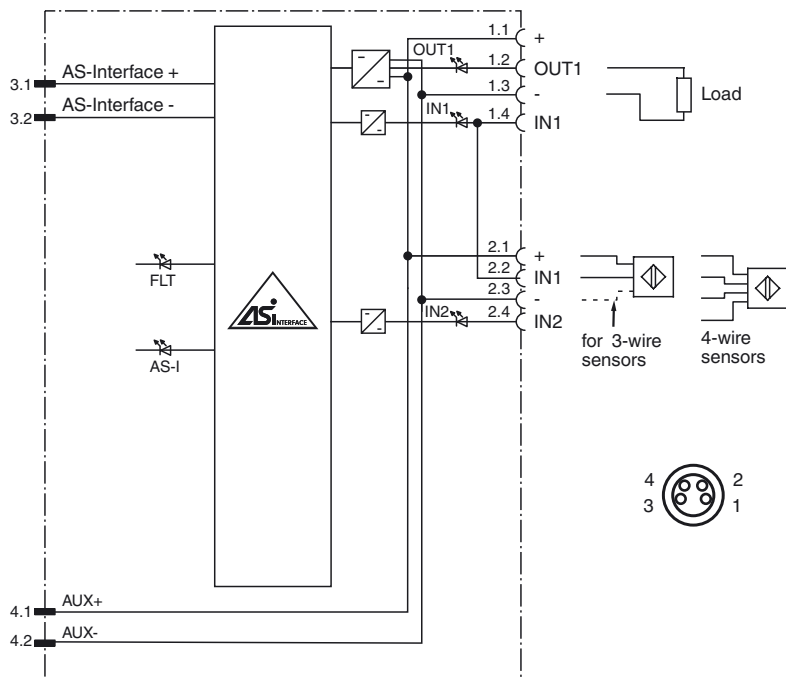 3.1 AS-Interface +
3.2 AS-Interface -
FLT
AS-I
ASi INTERFACE
OUT1
IN1
IN2
1.1 +
1.2 OUT1
1.3 -
1.4 IN1
Load
2.1 +
2.2 IN1
2.3 -
2.4 IN2
for 3-wire
sensors
4-wire
sensors
4 2
3 1
4.1 AUX+
4.2 AUX-